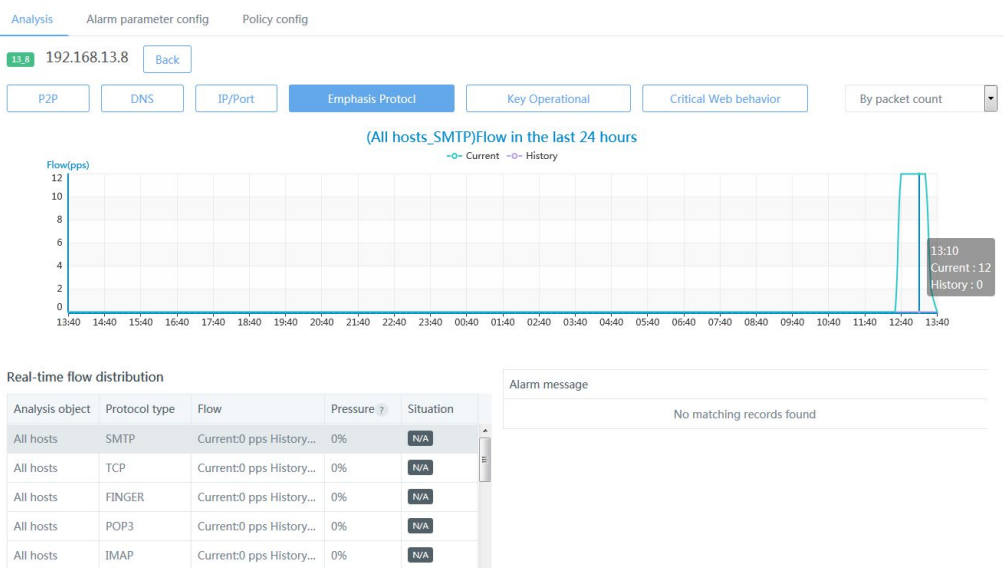 Analysis Alarm parameter config Policy config
13_8 192.168.13.8 Back
P2P DNS IP/Port Emphasis Protocl Key Operational Critical Web behavior By packet count
(All hosts_SMTP)Flow in the last 24 hours
Current History
Flow(pps)
12
10
8
6
4
2
0
13:10
Current : 12
History : 0
13:40 14:40 15:40 16:40 17:40 18:40 19:40 20:40 21:40 22:40 23:40 00:40 01:40 02:40 03:40 04:40 05:40 06:40 07:40 08:40 09:40 10:40 11:40 12:40 13:40
Real-time flow distribution
Analysis object Protocol type Flow Pressure ? Situation
All hosts SMTP Current:0 pps History... 0% N/A
All hosts TCP Current:0 pps History... 0% N/A
All hosts FINGER Current:0 pps History... 0% N/A
All hosts POP3 Current:0 pps History... 0% N/A
All hosts IMAP Current:0 pps History... 0% N/A
Alarm message
No matching records found